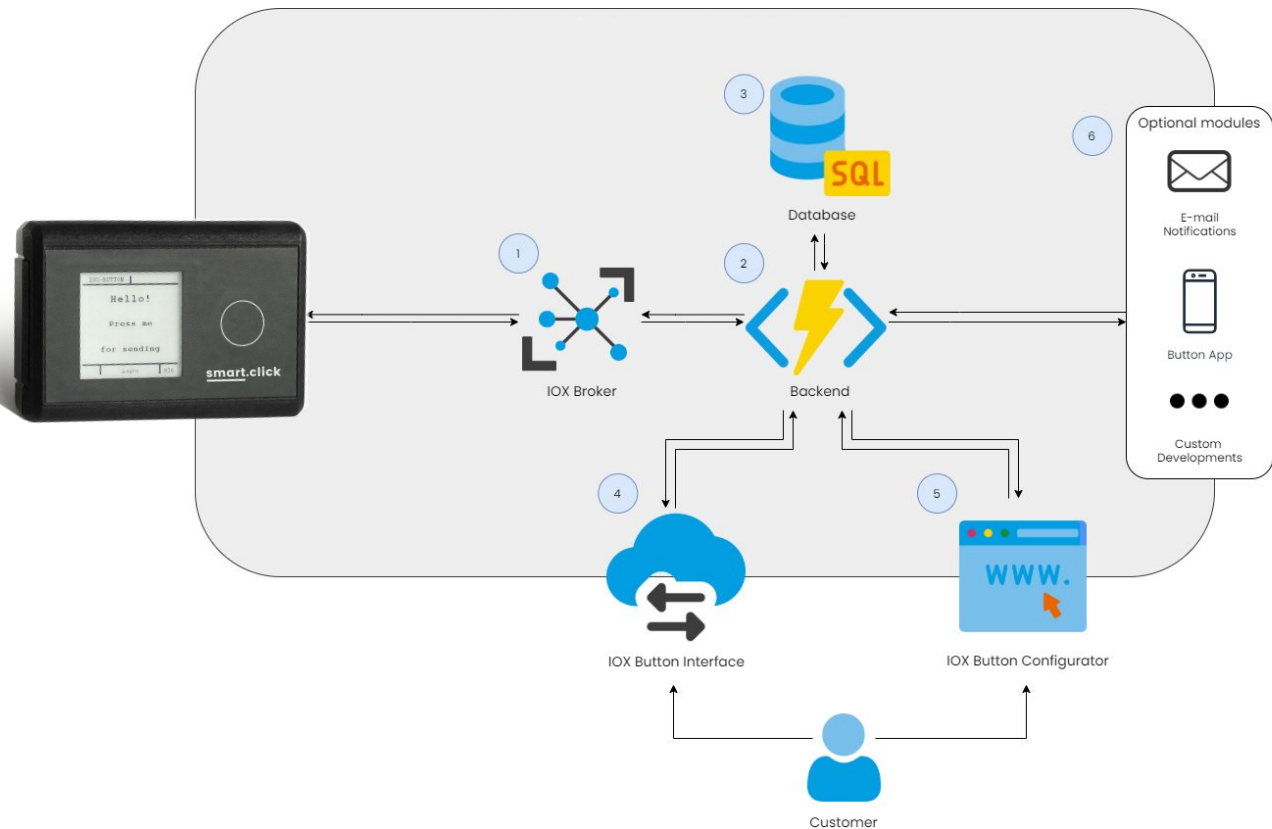 3
6
Optional modules
E-mail
Notifications
SQL
Database
IOX-BUTTON
Hello!
Press me
for sending
smart.click
1
IOX Broker
2
Backend
Button App
Custom
Developments
4
5
WWW.
IOX Button Interface
IOX Button Configurator
Customer